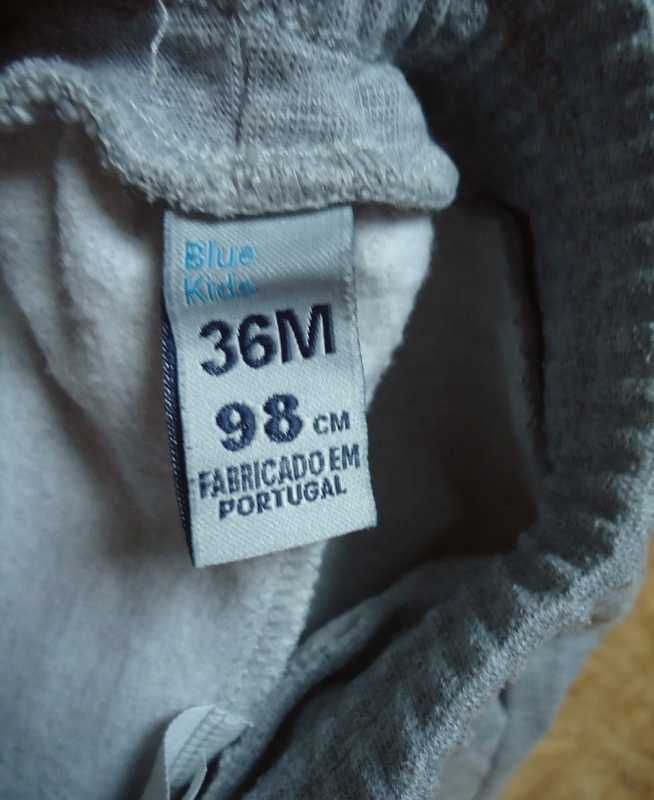 Blue
Kids
36M
98 CM
FABRICADO EM
PORTUGAL